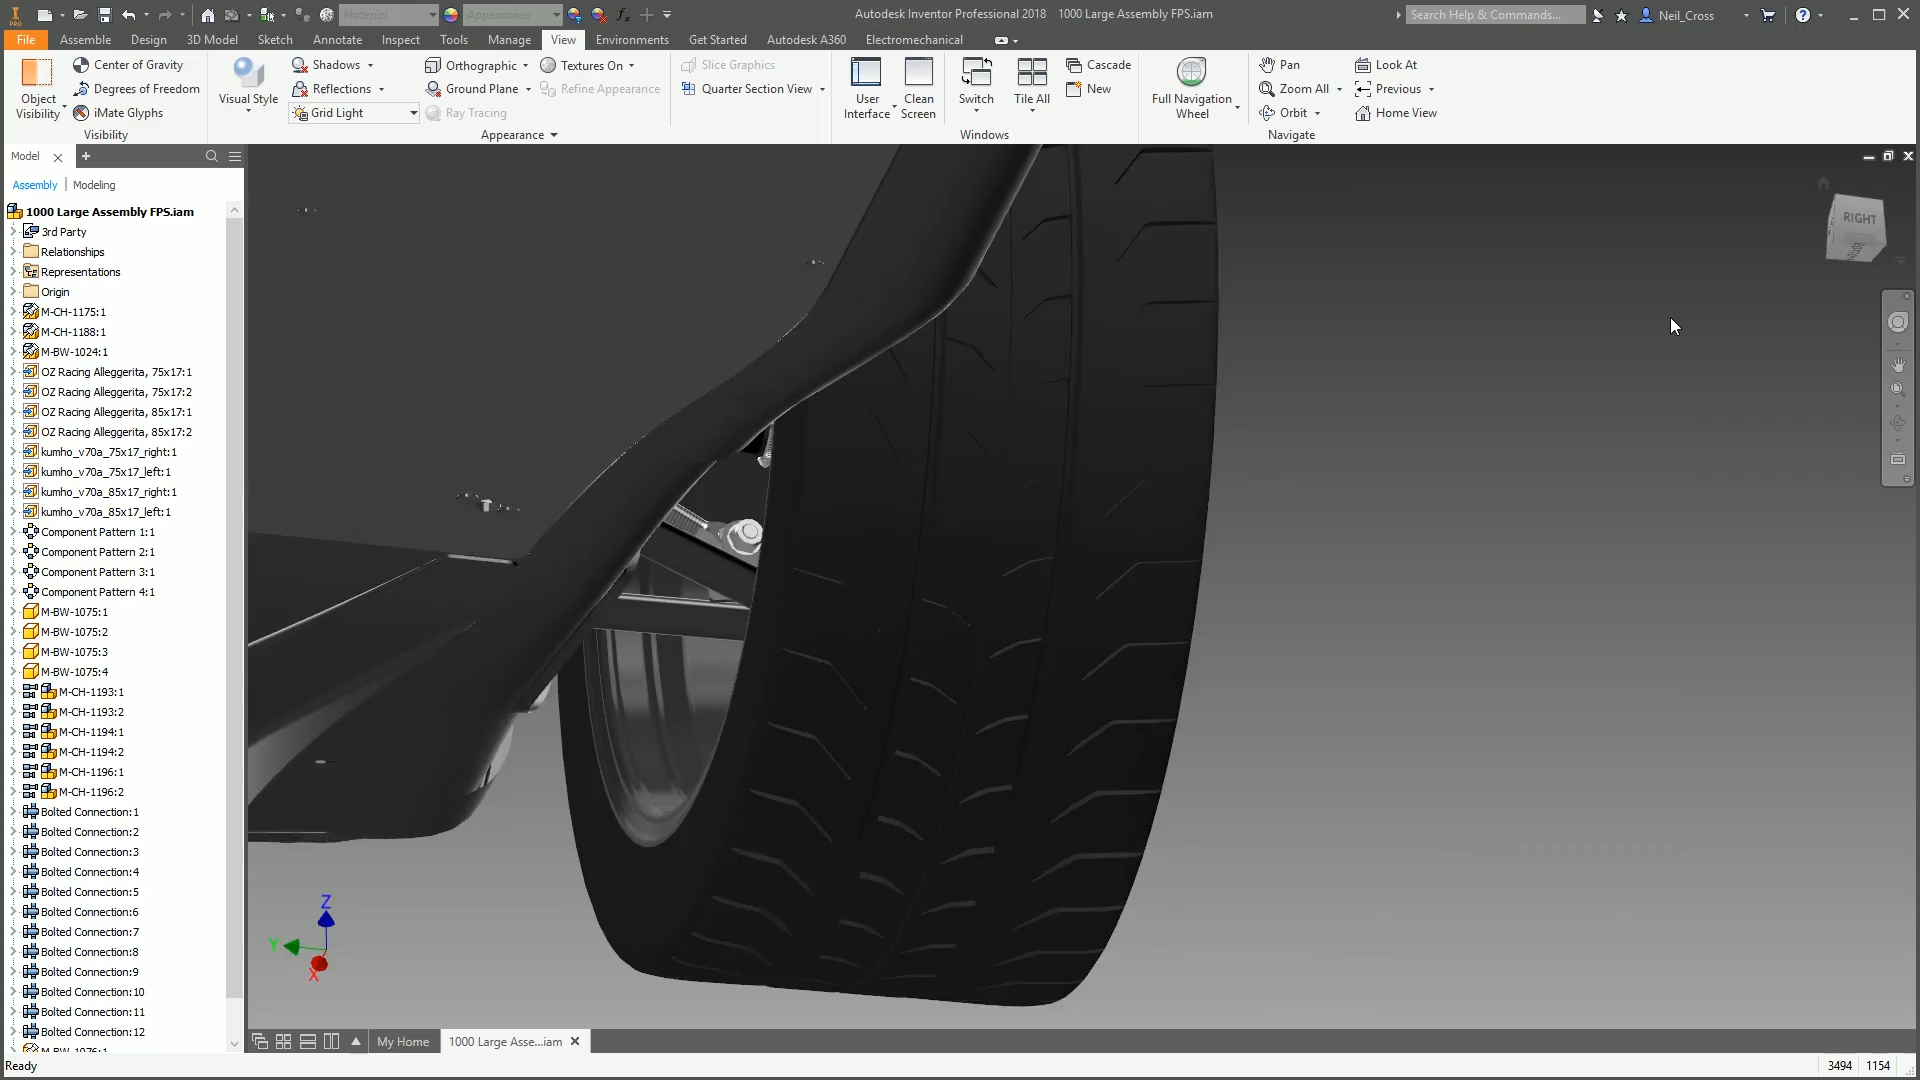 PRO
Material
Appearance
Autodesk Inventor Professional 2018 1000 Large Assembly FPS.iam
Search Help & Commands...
Neil_Cross
File Assemble Design 3D Model Sketch Annotate Inspect Tools Manage View Environments Get Started Autodesk A360 Electromechanical
Object Visibility
Center of Gravity
Degrees of Freedom
iMate Glyphs
Visibility
Visual Style
Shadows
Reflections
Grid Light
Orthographic
Ground Plane
Ray Tracing
Textures On
Refine Appearance
Appearance
Slice Graphics
Quarter Section View
User Interface
Clean Screen
Switch
Tile All
Cascade
New
Windows
Full Navigation Wheel
Pan
Zoom All
Orbit
Look At
Previous
Home View
Navigate
Model
Assembly Modeling
1000 Large Assembly FPS.iam
3rd Party
Relationships
Representations
Origin
M-CH-1175:1
M-CH-1188:1
M-BW-1024:1
OZ Racing Alleggerita, 75x17:1
OZ Racing Alleggerita, 75x17:2
OZ Racing Alleggerita, 85x17:1
OZ Racing Alleggerita, 85x17:2
kumho_v70a_75x17_right:1
kumho_v70a_75x17_left:1
kumho_v70a_85x17_right:1
kumho_v70a_85x17_left:1
Component Pattern 1:1
Component Pattern 2:1
Component Pattern 3:1
Component Pattern 4:1
M-BW-1075:1
M-BW-1075:2
M-BW-1075:3
M-BW-1075:4
M-CH-1193:1
M-CH-1193:2
M-CH-1194:1
M-CH-1194:2
M-CH-1196:1
M-CH-1196:2
Bolted Connection:1
Bolted Connection:2
Bolted Connection:3
Bolted Connection:4
Bolted Connection:5
Bolted Connection:6
Bolted Connection:7
Bolted Connection:8
Bolted Connection:9
Bolted Connection:10
Bolted Connection:11
Bolted Connection:12
M-BW-1076:1
RIGHT
Z
Y
X
My Home
1000 Large Asse...iam
Ready
3494 1154